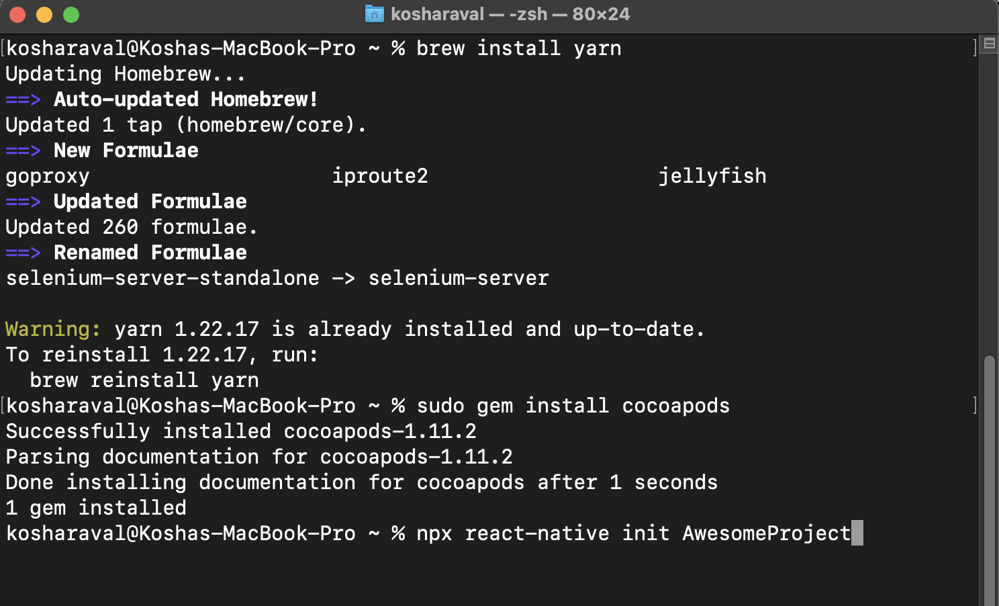 kosharaval — -zsh — 80×24
[kosharaval@Koshas-MacBook-Pro ~ % brew install yarn ]
Updating Homebrew...
==> Auto-updated Homebrew!
Updated 1 tap (homebrew/core).
==> New Formulae
goproxy iproute2 jellyfish
==> Updated Formulae
Updated 260 formulae.
==> Renamed Formulae
selenium-server-standalone -> selenium-server
Warning: yarn 1.22.17 is already installed and up-to-date.
To reinstall 1.22.17, run:
brew reinstall yarn
[kosharaval@Koshas-MacBook-Pro ~ % sudo gem install cocoapods ]
Successfully installed cocoapods-1.11.2
Parsing documentation for cocoapods-1.11.2
Done installing documentation for cocoapods after 1 seconds
1 gem installed
kosharaval@Koshas-MacBook-Pro ~ % npx react-native init AwesomeProject